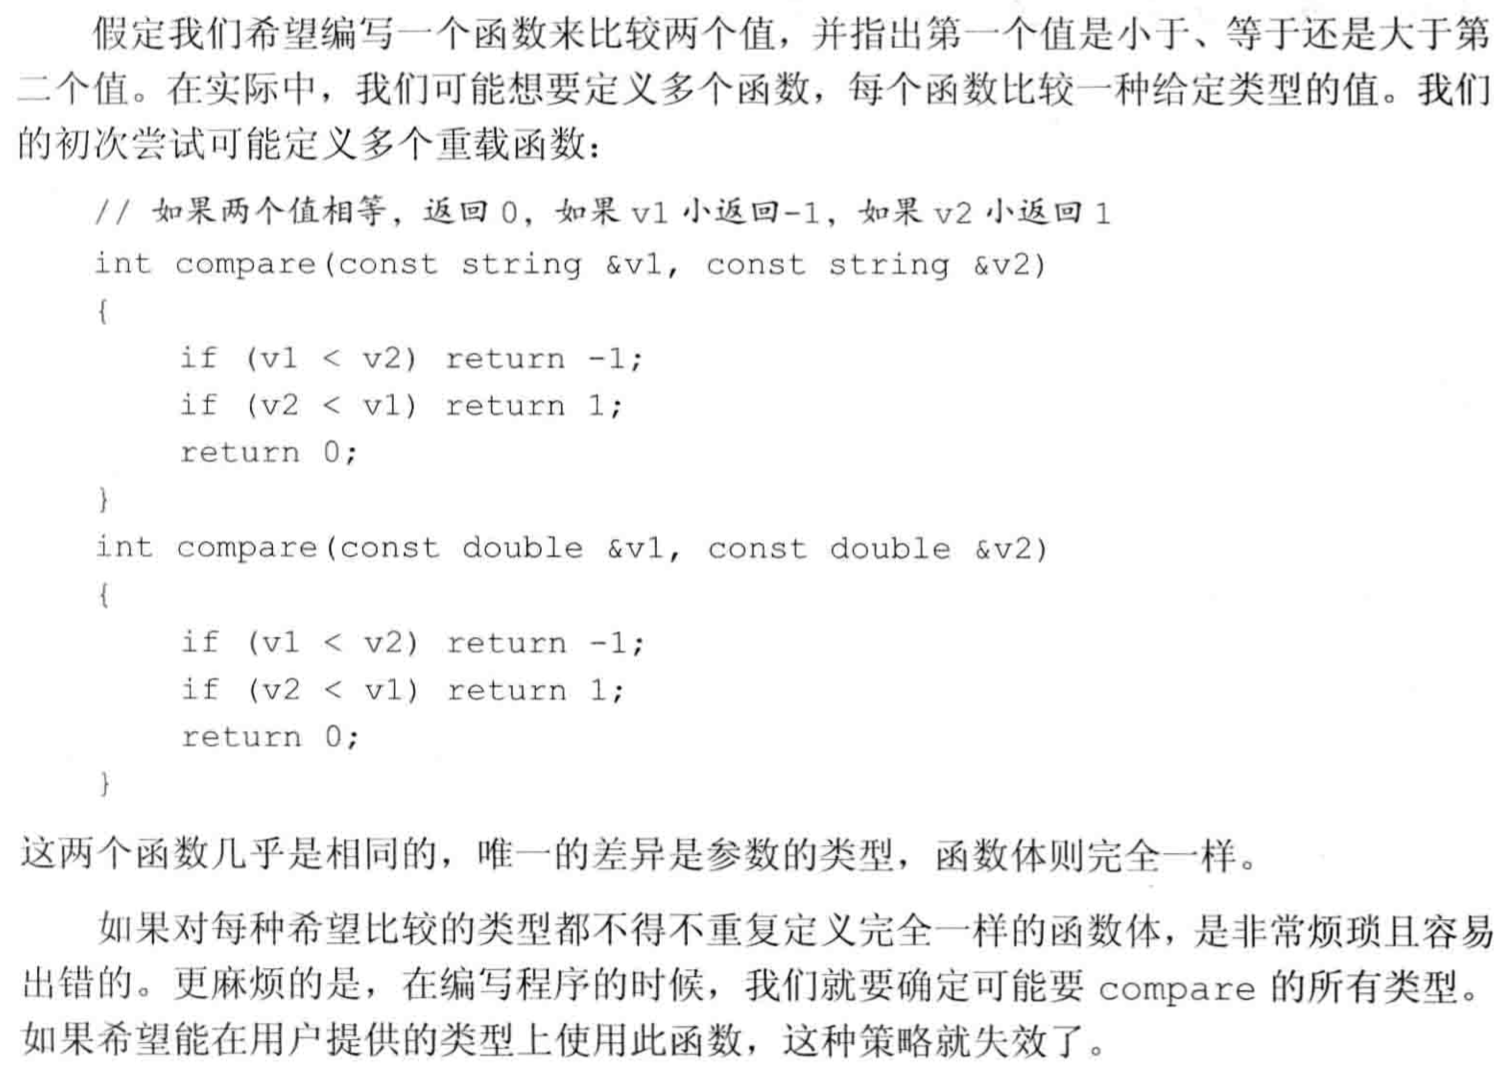 假定我们希望编写一个函数来比较两个值，并指出第一个值是小于、等于还是大于第
二个值。在实际中，我们可能想要定义多个函数，每个函数比较一种给定类型的值。我们
的初次尝试可能定义多个重载函数：
// 如果两个值相等，返回 0，如果 v1 小返回-1，如果 v2 小返回 1
int compare(const string &v1, const string &v2)
{
if (v1 < v2) return -1;
if (v2 < v1) return 1;
return 0;
}
int compare(const double &v1, const double &v2)
{
if (v1 < v2) return -1;
if (v2 < v1) return 1;
return 0;
}
这两个函数几乎是相同的，唯一的差异是参数的类型，函数体则完全一样。
如果对每种希望比较的类型都不得不重复定义完全一样的函数体，是非常烦琐且容易
出错的。更麻烦的是，在编写程序的时候，我们就要确定可能要 compare 的所有类型。
如果希望能在用户提供的类型上使用此函数，这种策略就失效了。